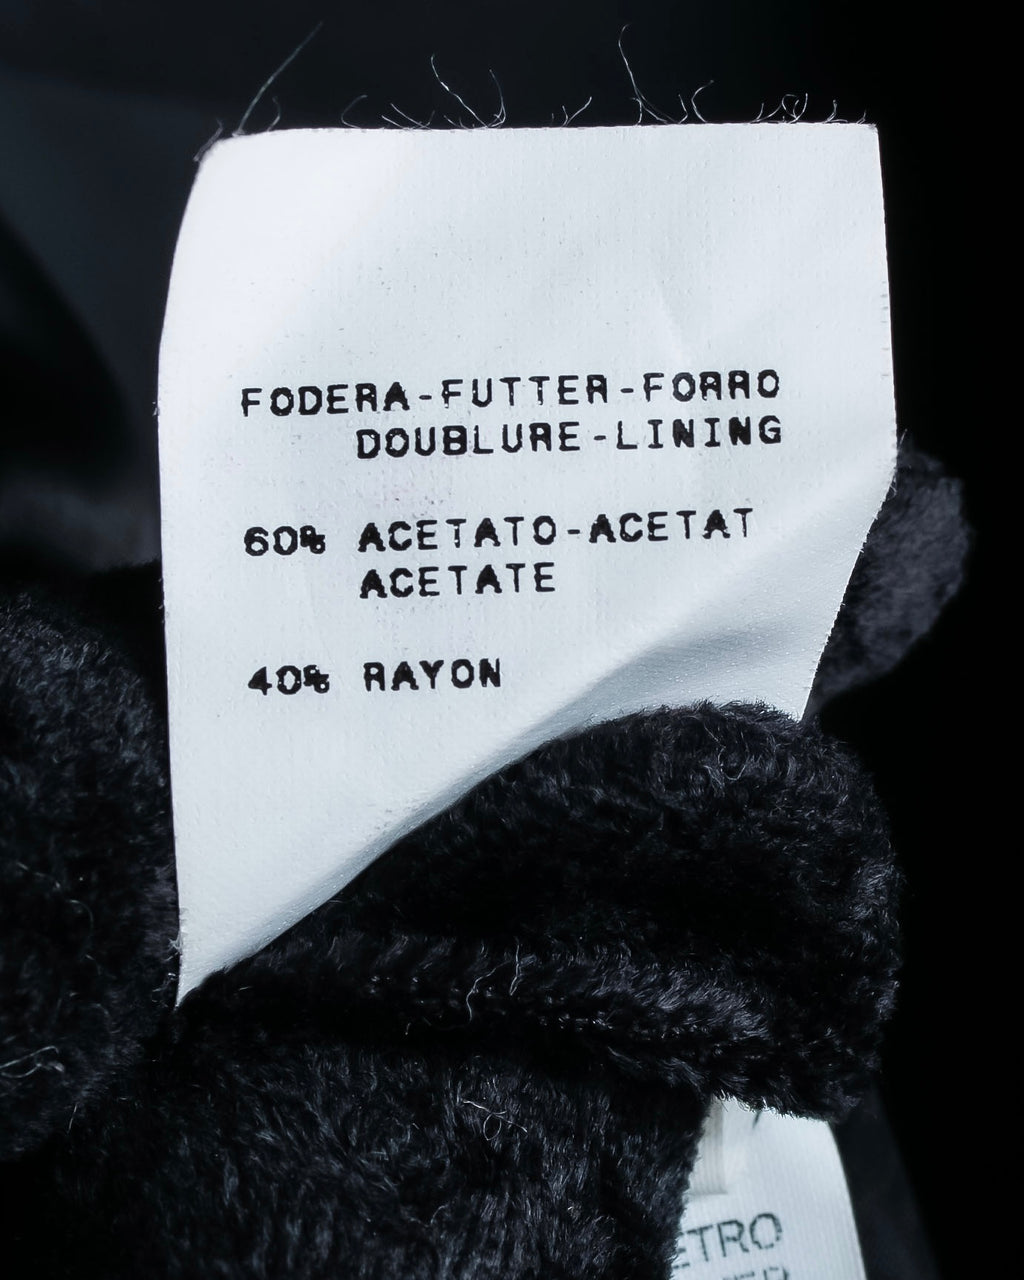 FODERA-FUTTER-FORRO
DOUBLURE-LINING
60% ACETATO-ACETAT
ACETATE
40% RAYON
ETRO